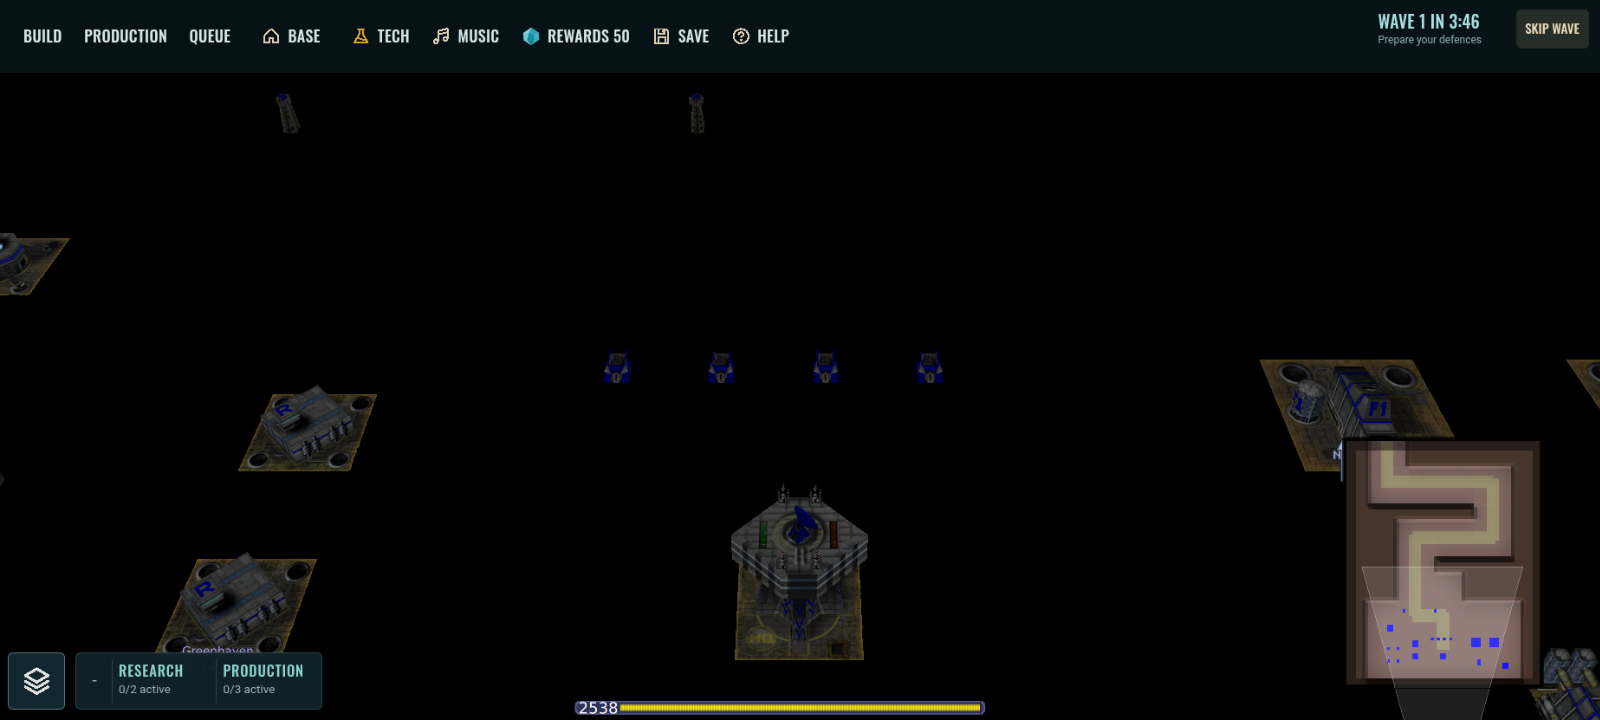 BUILD PRODUCTION QUEUE BASE TECH MUSIC REWARDS 50 SAVE HELP
WAVE 1 IN 3:46
Prepare your defences
SKIP WAVE
R
F1
N
R
HQ
Greenhaven
-
RESEARCH
0/2 active
PRODUCTION
0/3 active
2538